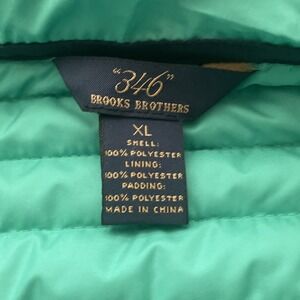 "346"
BROOKS BROTHERS
XL
SHELL:
100% POLYESTER
LINING:
100% POLYESTER
PADDING:
100% POLYESTER
MADE IN CHINA